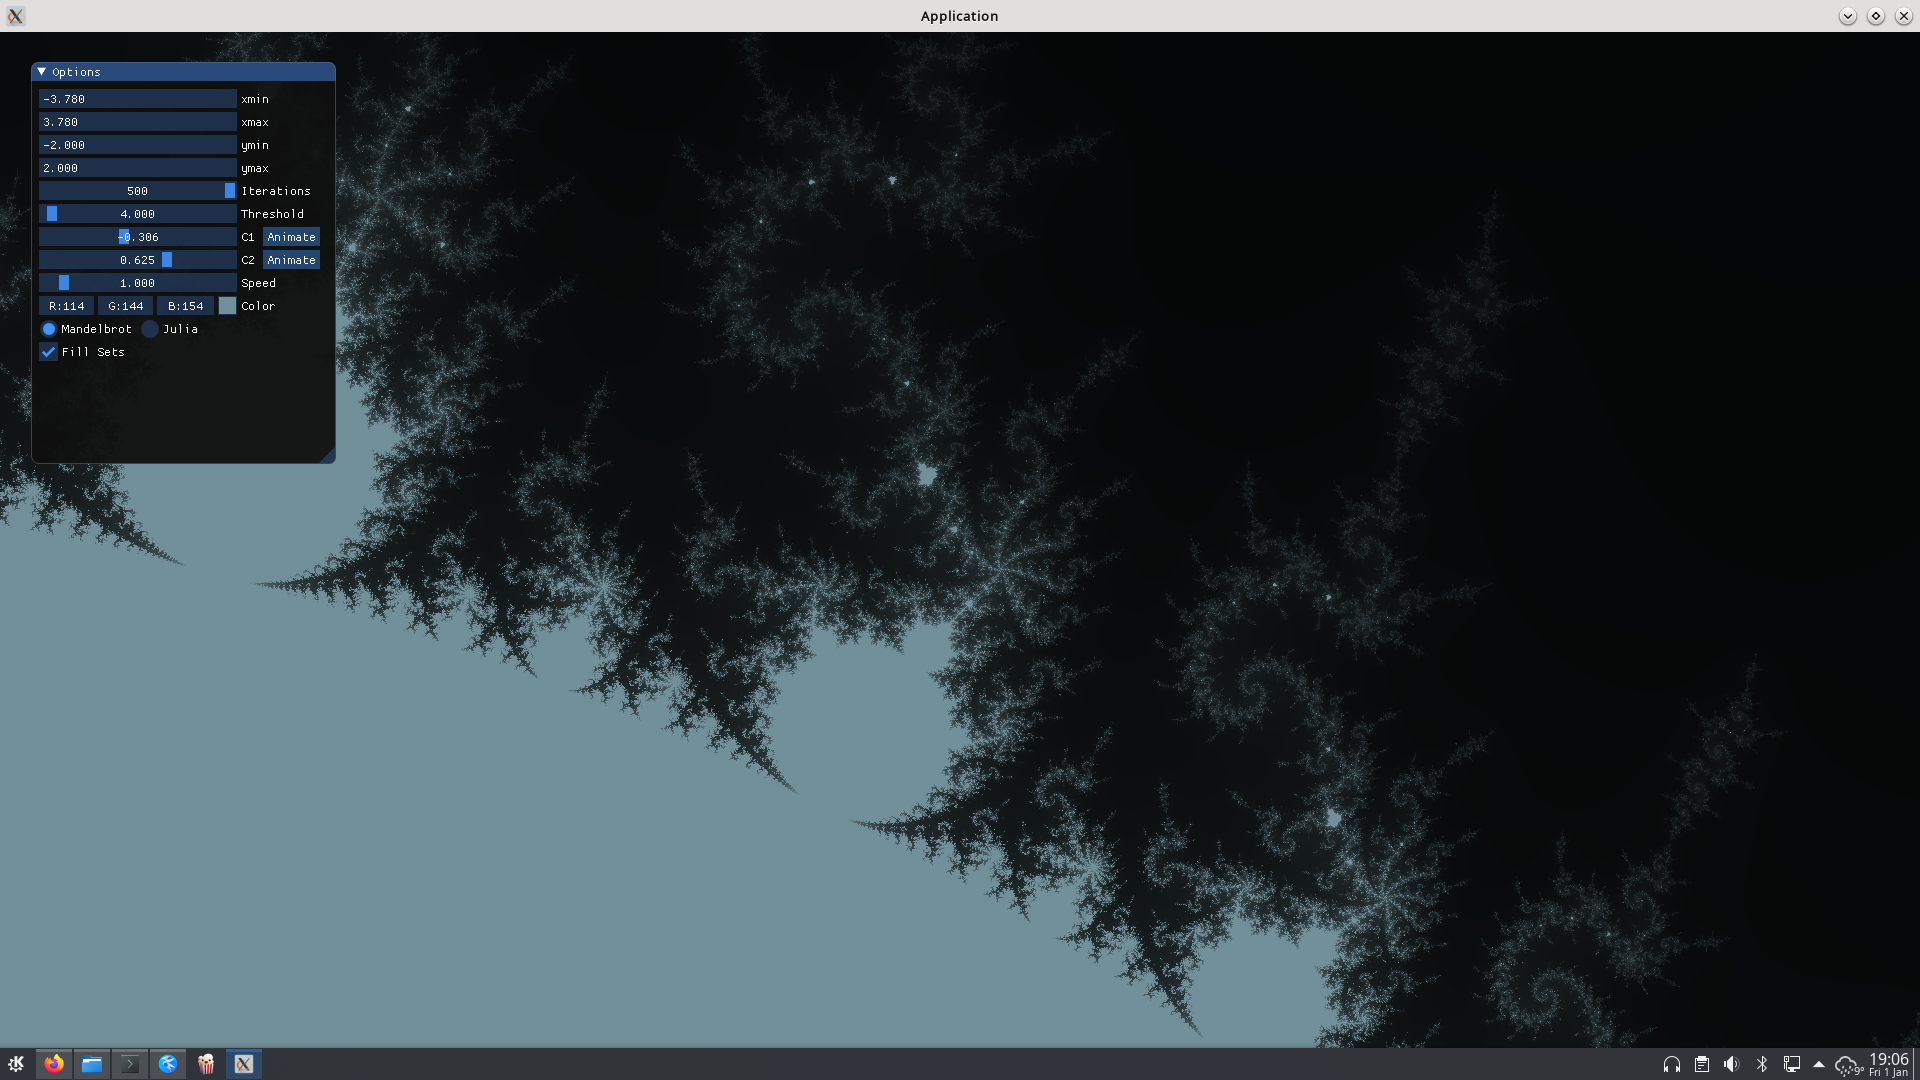 Application
Options
-3.780 xmin
3.780 xmax
-2.000 ymin
2.000 ymax
500 Iterations
4.000 Threshold
-0.306 C1 Animate
0.625 C2 Animate
1.000 Speed
R:114 G:144 B:154 Color
Mandelbrot Julia
Fill Sets
9°
19:06
Fri 1 Jan